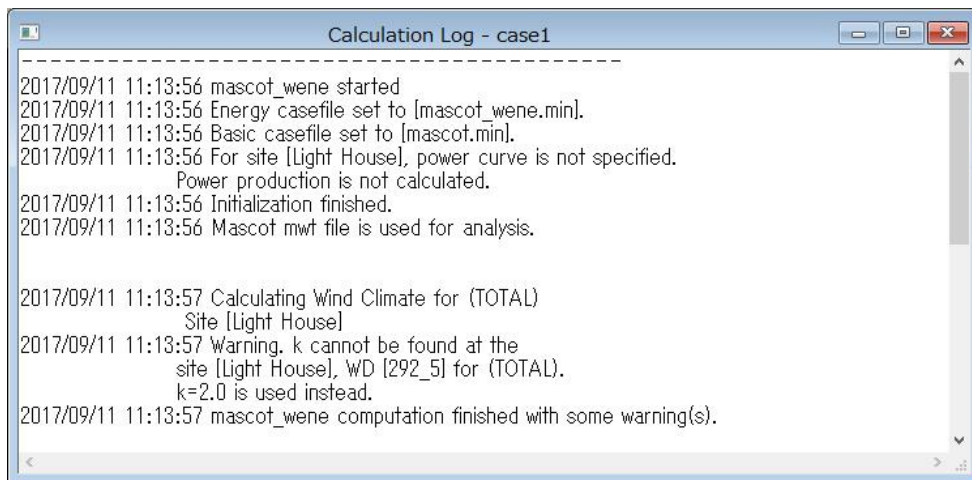 Calculation Log - case1
-------------------------------------------
2017/09/11 11:13:56 mascot_wene started
2017/09/11 11:13:56 Energy casefile set to [mascot_wene.min].
2017/09/11 11:13:56 Basic casefile set to [mascot.min].
2017/09/11 11:13:56 For site [Light House], power curve is not specified.
Power production is not calculated.
2017/09/11 11:13:56 Initialization finished.
2017/09/11 11:13:56 Mascot mwt file is used for analysis.
2017/09/11 11:13:57 Calculating Wind Climate for (TOTAL)
Site [Light House]
2017/09/11 11:13:57 Warning. k cannot be found at the
site [Light House], WD [292_5] for (TOTAL).
k=2.0 is used instead.
2017/09/11 11:13:57 mascot_wene computation finished with some warning(s).